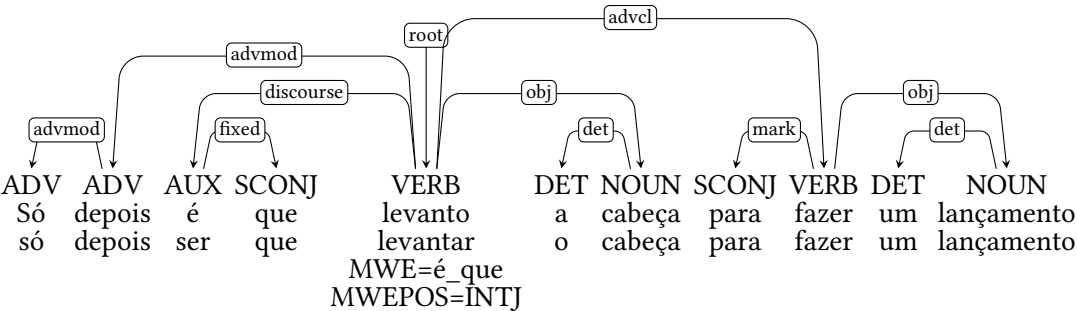 advcl
root
advmod
discourse obj obj
advmod fixed det mark det
ADV ADV AUX SCONJ VERB DET NOUN SCONJ VERB DET NOUN
Só depois é que levanto a cabeça para fazer um lançamento
só depois ser que levantar o cabeça para fazer um lançamento
MWE=é_que
MWEPOS=INTJ